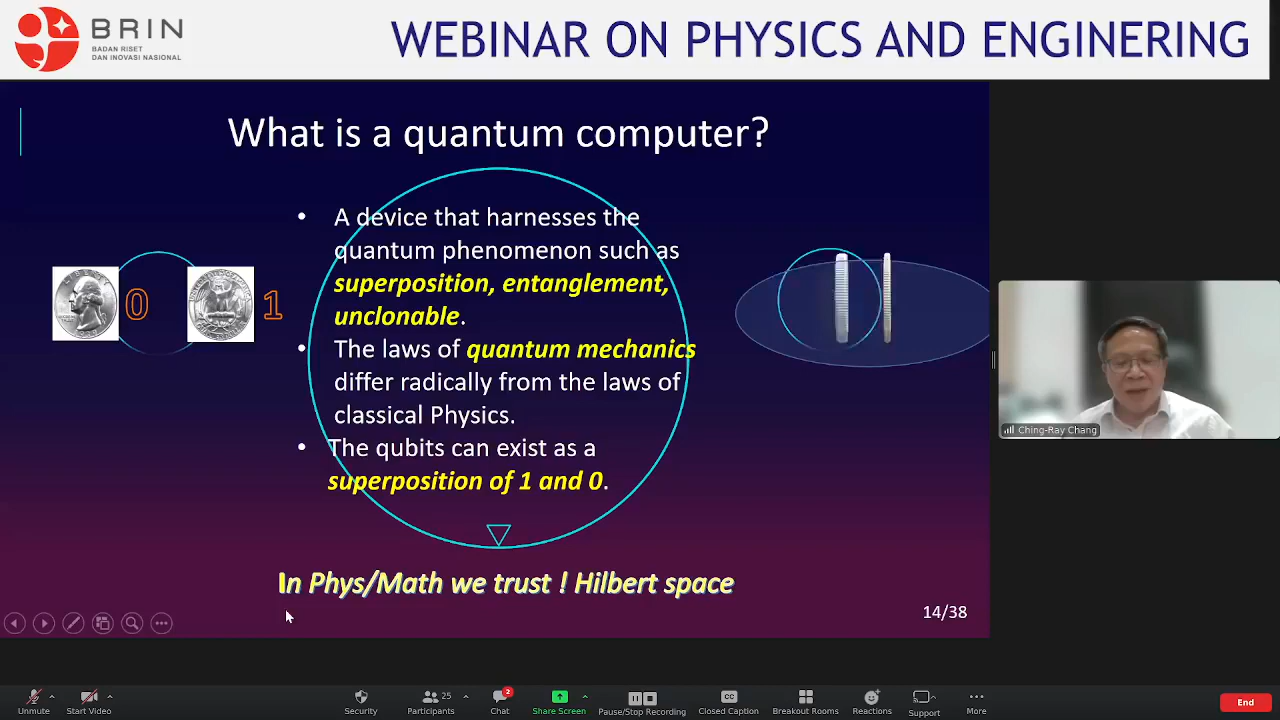 BRIN
BADAN RISET
DAN INOVASI NASIONAL
WEBINAR ON PHYSICS AND ENGINERING
What is a quantum computer?
• A device that harnesses the
quantum phenomenon such as
superposition, entanglement,
unclonable.
• The laws of quantum mechanics
differ radically from the laws of
classical Physics.
• The qubits can exist as a
superposition of 1 and 0.
0
1
In Phys/Math we trust ! Hilbert space
14/38
Ching-Ray Chang
Unmute
Start Video
Security
25
Participants
2
Chat
Share Screen
Pause/Stop Recording
CC
Closed Caption
Breakout Rooms
Reactions
Support
More
End